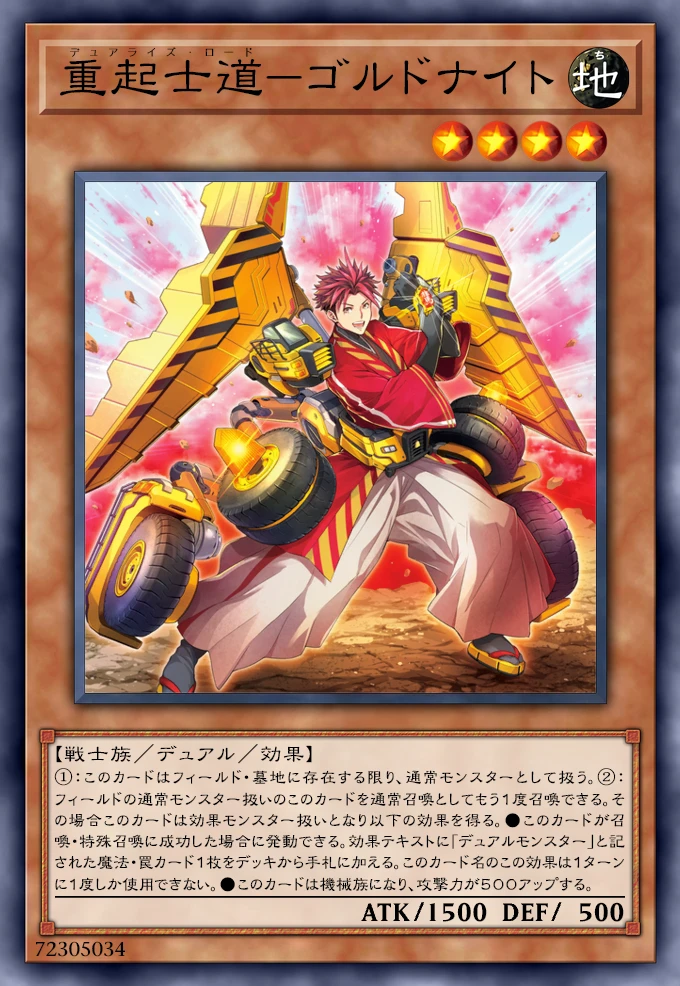 デュアライズ・ロード
重起士道－ゴルドナイト
ち
地
【戦士族／デュアル／効果】
①：このカードはフィールド・墓地に存在する限り、通常モンスターとして扱う。②：
フィールドの通常モンスター扱いのこのカードを通常召喚としてもう1度召喚できる。そ
の場合このカードは効果モンスター扱いとなり以下の効果を得る。●このカードが召
喚・特殊召喚に成功した場合に発動できる。効果テキストに「デュアルモンスター」と記
された魔法・罠カード1枚をデッキから手札に加える。このカード名のこの効果は1ターン
に1度しか使用できない。●このカードは機械族になり、攻撃力が500アップする。
ATK/1500 DEF/ 500
72305034